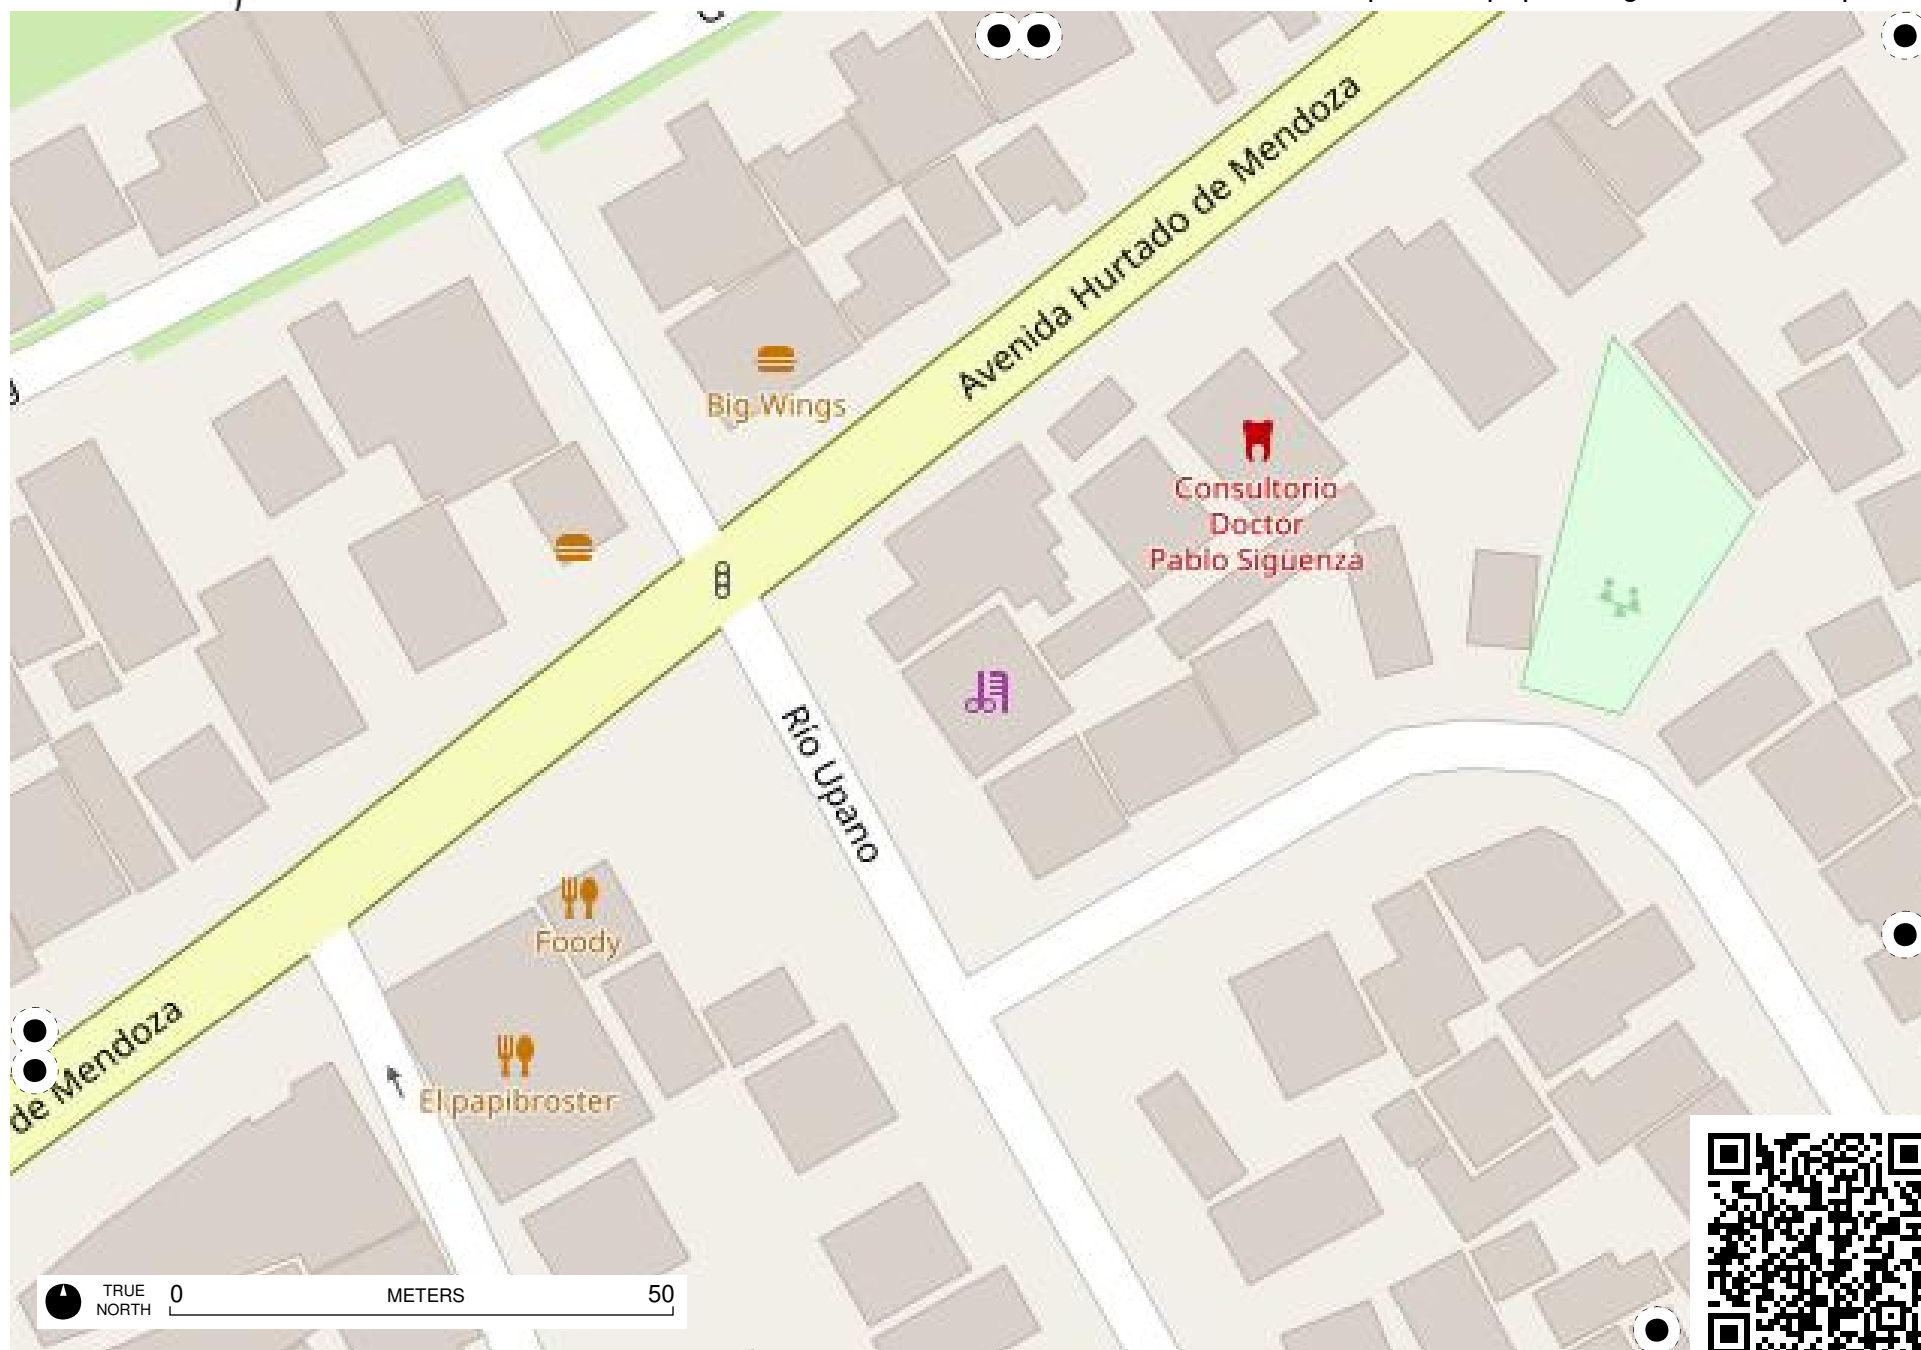 Avenida Hurtado de Mendoza
Big Wings
Consultorio
Doctor
Pablo Sigüenza
Río Upano
Foody
El papibroster
de Mendoza
TRUE
NORTH
0
METERS
50